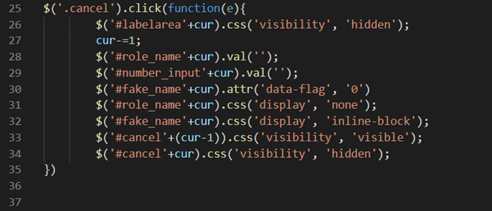 25 $('.cancel').click(function(e){
26 $('#labelarea'+cur).css('visibility', 'hidden');
27 cur-=1;
28 $('#role_name'+cur).val('');
29 $('#number_input'+cur).val('');
30 $('#fake_name'+cur).attr('data-flag', '0')
31 $('#role_name'+cur).css('display', 'none');
32 $('#fake_name'+cur).css('display', 'inline-block');
33 $('#cancel'+(cur-1)).css('visibility', 'visible');
34 $('#cancel'+cur).css('visibility', 'hidden');
35 })
36
37